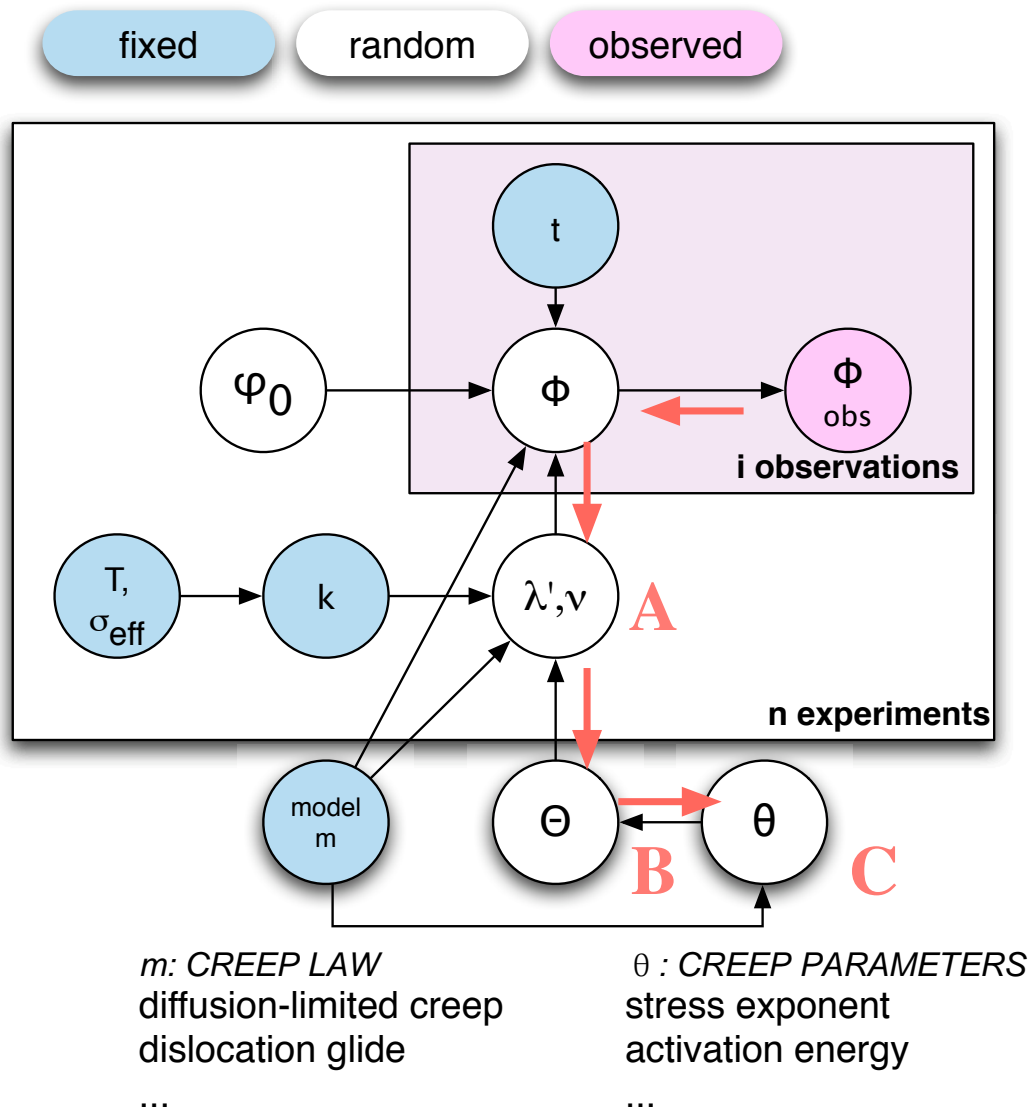 fixed
random
observed
t
φ0
Φ
Φ
obs
i observations
T,
σeff
k
λ',ν
A
n experiments
model
m
Θ
θ
B
C
m: CREEP LAW
diffusion-limited creep
dislocation glide
...
θ : CREEP PARAMETERS
stress exponent
activation energy
...